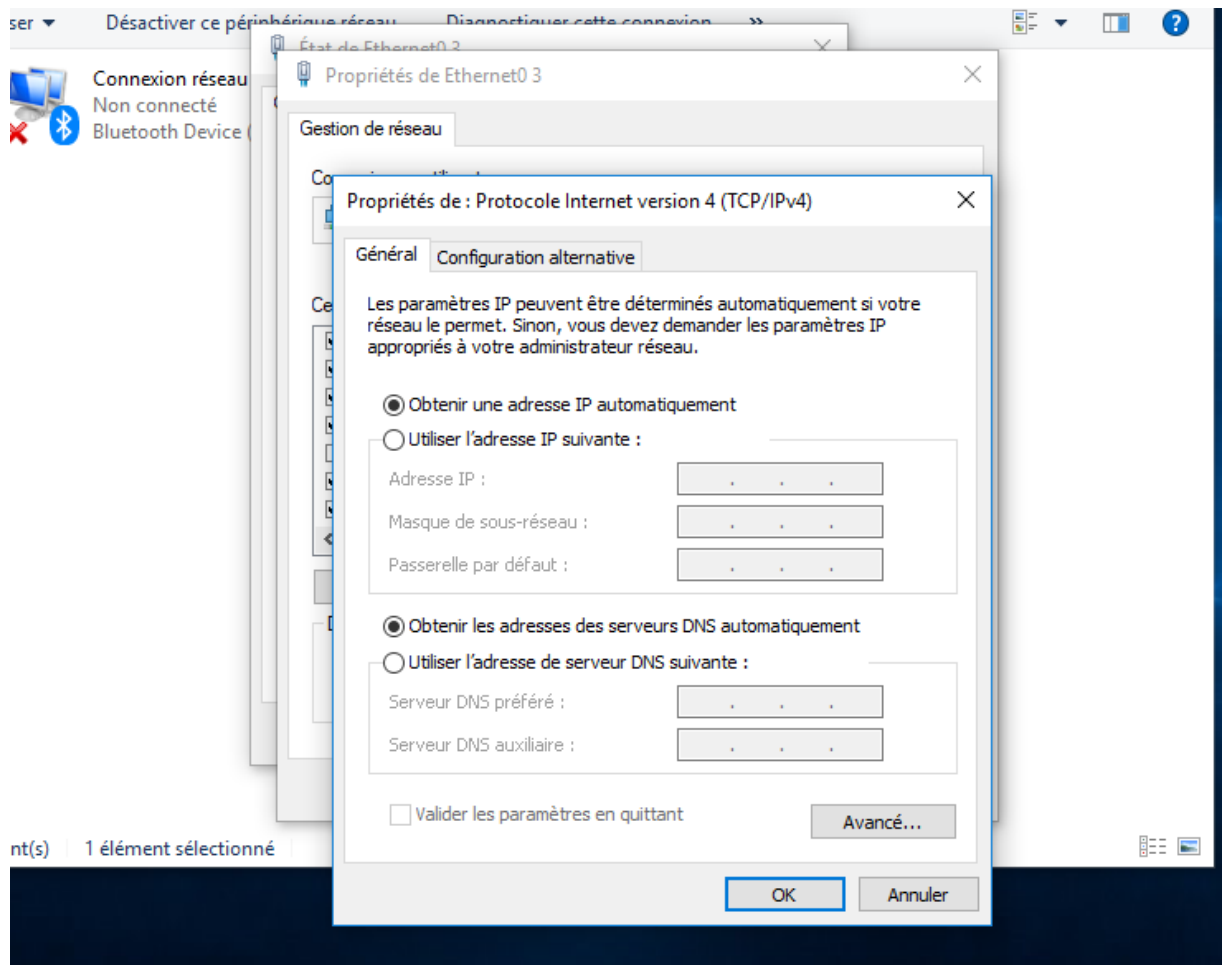 ser
Désactiver ce périphérique réseau
Diagnostiquer cette connexion
»
État de Ethernet0 3
Connexion réseau
Non connecté
Bluetooth Device (
Propriétés de Ethernet0 3
Gestion de réseau
Co
Propriétés de : Protocole Internet version 4 (TCP/IPv4)
Général
Configuration alternative
Ce
Les paramètres IP peuvent être déterminés automatiquement si votre
réseau le permet. Sinon, vous devez demander les paramètres IP
appropriés à votre administrateur réseau.
Obtenir une adresse IP automatiquement
Utiliser l'adresse IP suivante :
Adresse IP :
. . .
Masque de sous-réseau :
. . .
Passerelle par défaut :
. . .
Obtenir les adresses des serveurs DNS automatiquement
Utiliser l'adresse de serveur DNS suivante :
Serveur DNS préféré :
. . .
Serveur DNS auxiliaire :
. . .
Valider les paramètres en quittant
Avancé...
nt(s)
1 élément sélectionné
OK
Annuler